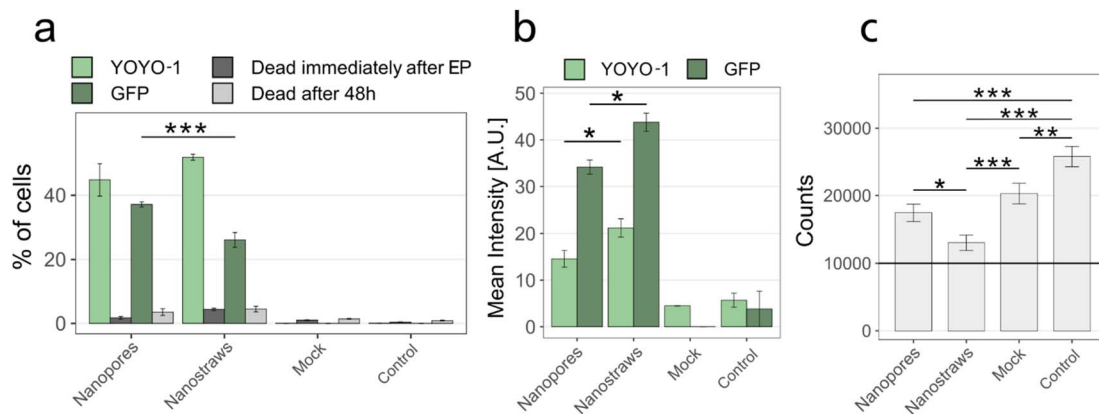 a
YOYO-1
Dead immediately after EP
GFP
Dead after 48h
% of cells
40
20
0
***
Nanopores
Nanostraws
Mock
Control
b
YOYO-1
GFP
Mean Intensity [A.U.]
50
40
30
20
10
0
*
*
Nanopores
Nanostraws
Mock
Control
c
Counts
30000
20000
10000
0
***
***
**
***
*
Nanopores
Nanostraws
Mock
Control